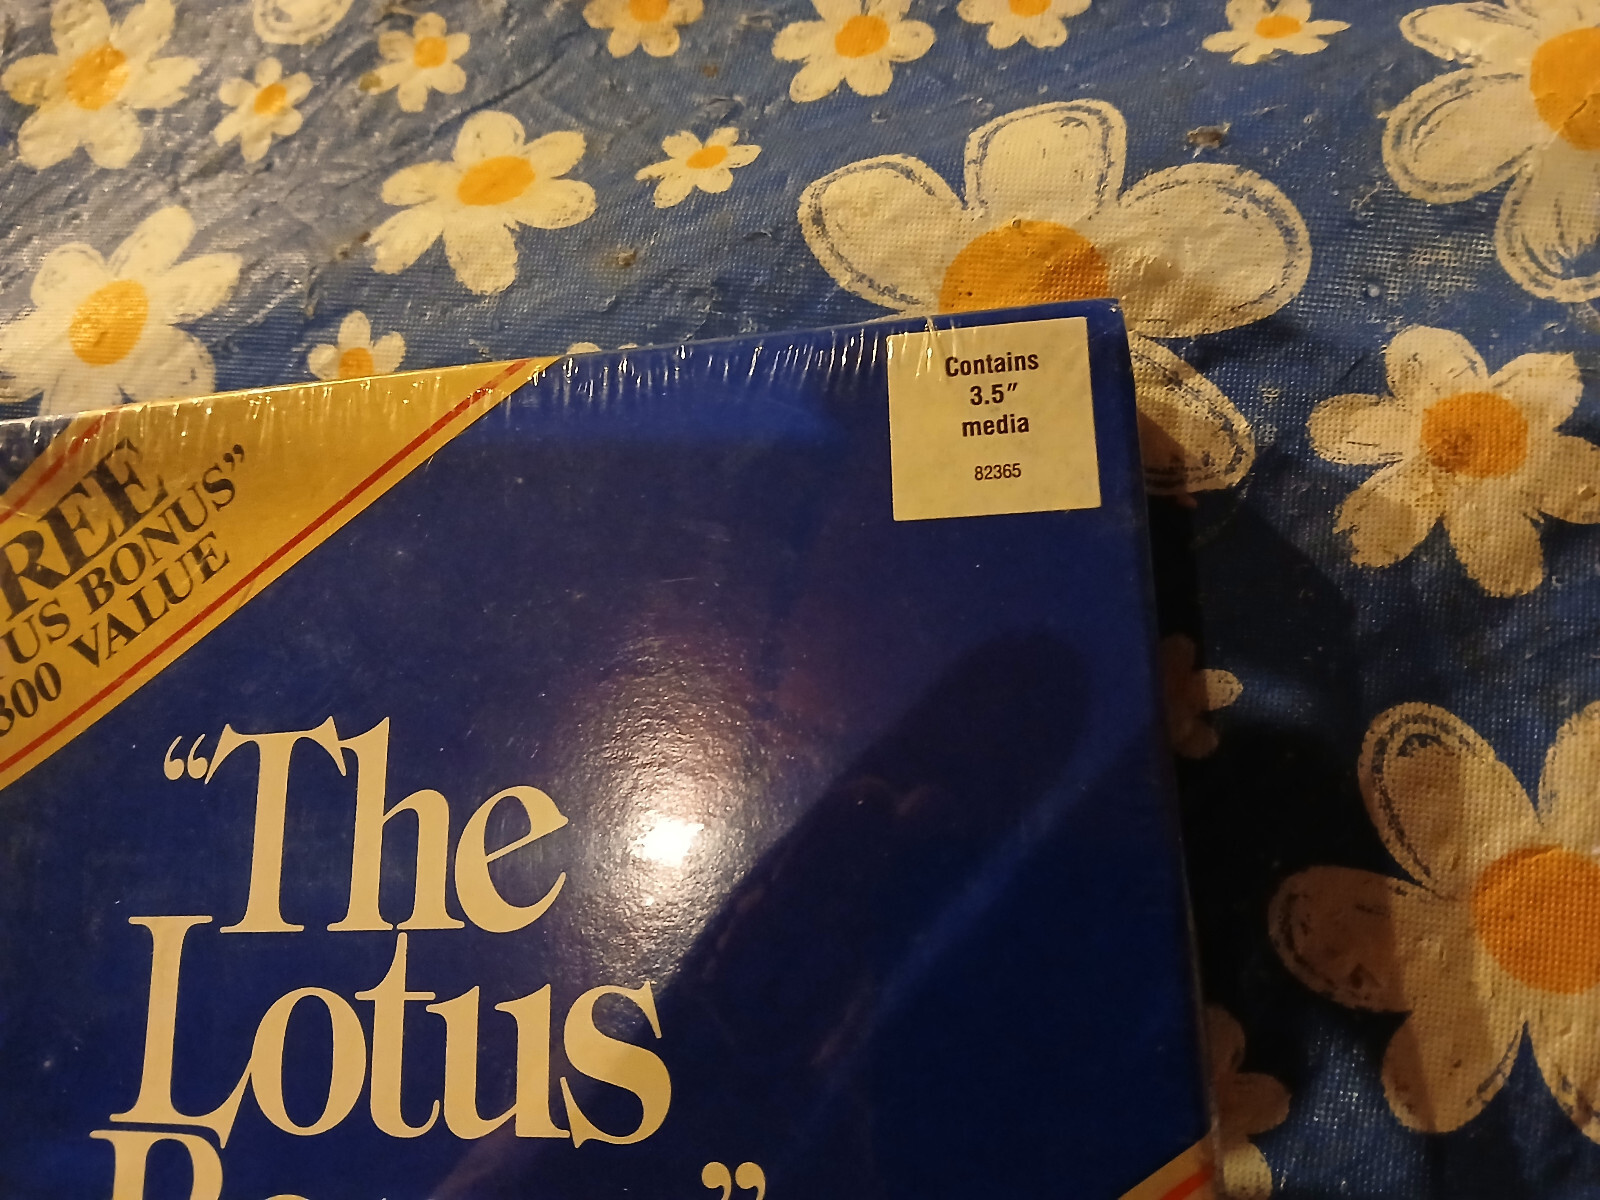 Contains
3.5"
media
82365
REE
US BONUS”
300 VALUE
“The
Lotus
”